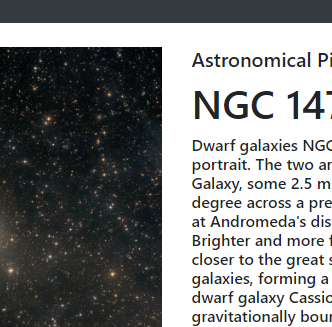 Astronomical Pi
NGC 147
Dwarf galaxies NGC
portrait. The two ar
Galaxy, some 2.5 m
degree across a pre
at Andromeda's dis
Brighter and more f
closer to the great s
galaxies, forming a
dwarf galaxy Cassio
gravitationally bour